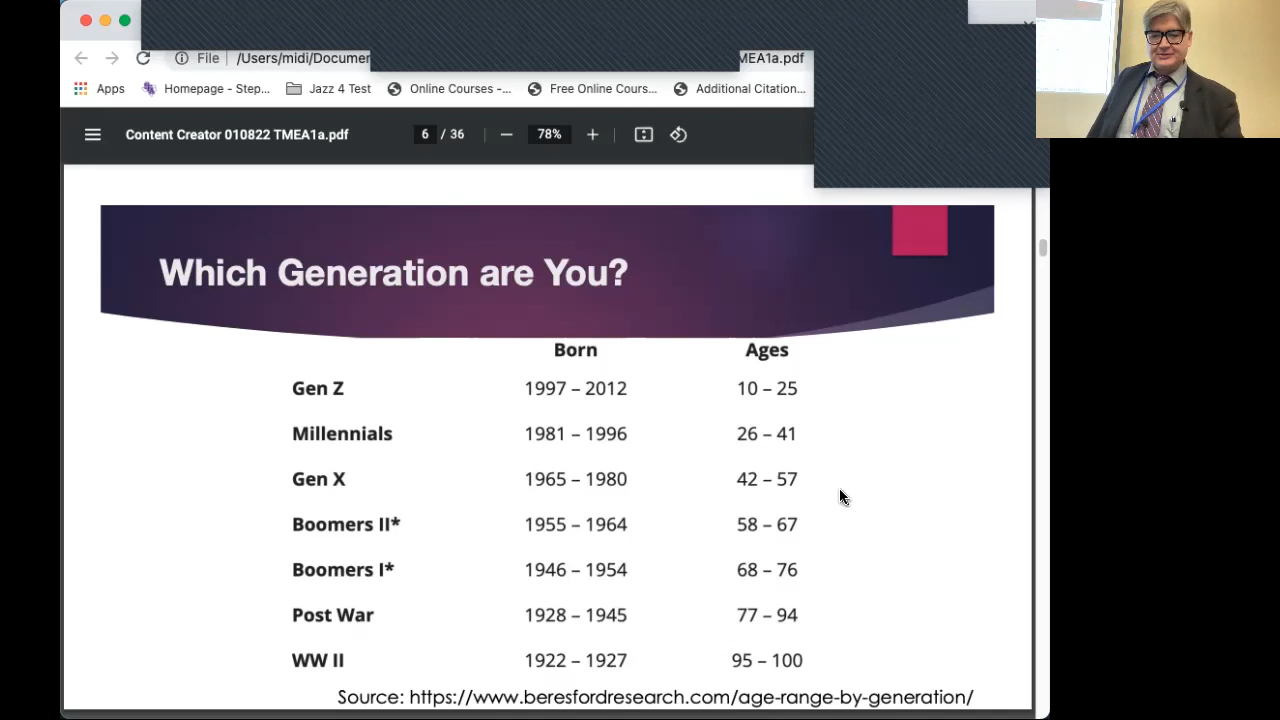 File /Users/midi/Documen MEA1a.pdf
Apps Homepage - Step... Jazz 4 Test Online Courses -... Free Online Cours... Additional Citation...
Content Creator 010822 TMEA1a.pdf 6 / 36 78%
Which Generation are You?
Born Ages
Gen Z 1997 – 2012 10 – 25
Millennials 1981 – 1996 26 – 41
Gen X 1965 – 1980 42 – 57
Boomers II* 1955 – 1964 58 – 67
Boomers I* 1946 – 1954 68 – 76
Post War 1928 – 1945 77 – 94
WW II 1922 – 1927 95 – 100
Source: https://www.beresfordresearch.com/age-range-by-generation/